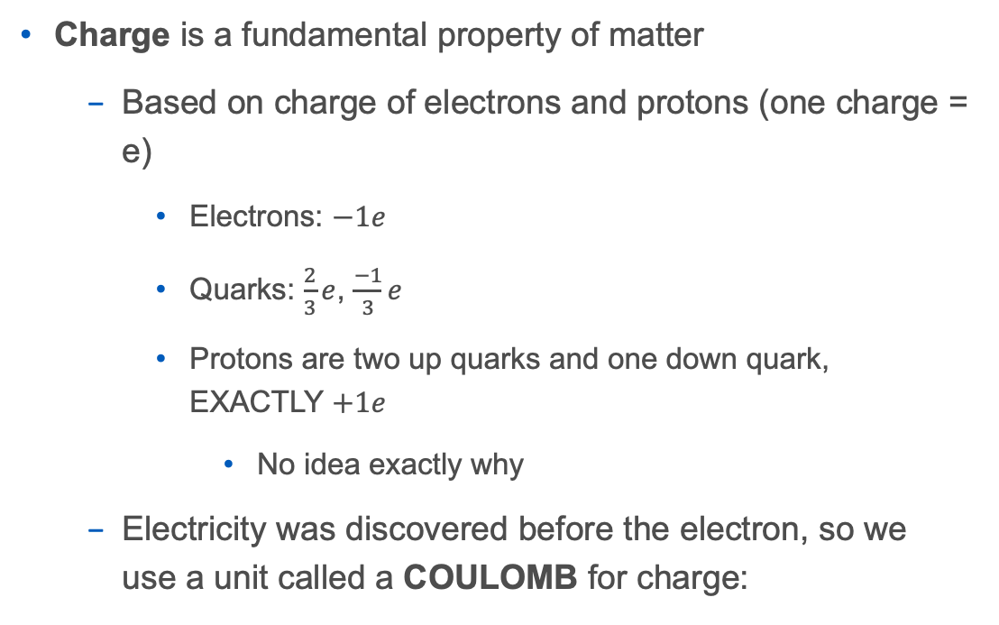 • Charge is a fundamental property of matter
– Based on charge of electrons and protons (one charge =
e)
• Electrons: −1e
• Quarks: 2/3 e, −1/3 e
• Protons are two up quarks and one down quark,
EXACTLY +1e
• No idea exactly why
– Electricity was discovered before the electron, so we
use a unit called a COULOMB for charge: